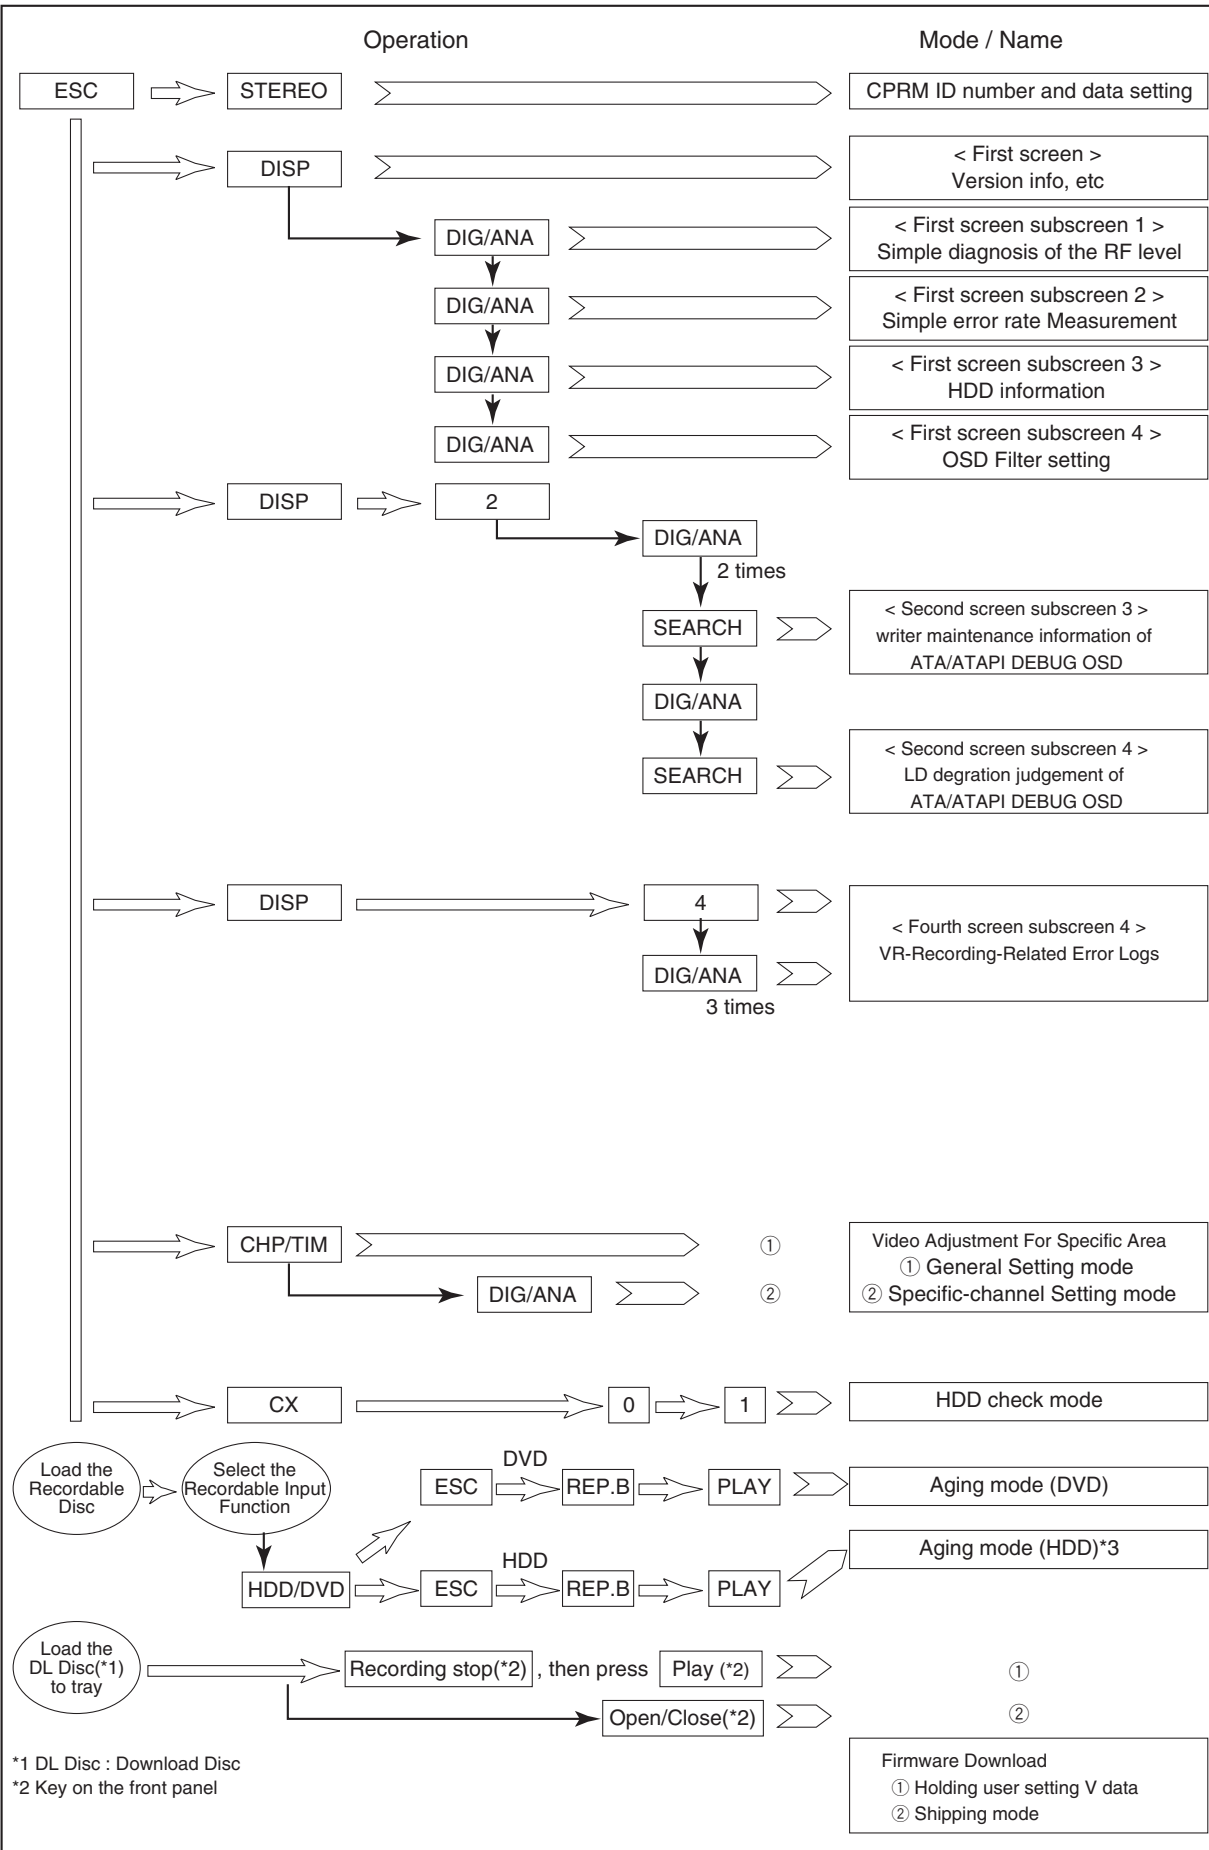 Operation Mode / Name
ESC STEREO CPRM ID number and data setting
DISP < First screen >
Version info, etc
DIG/ANA < First screen subscreen 1 >
Simple diagnosis of the RF level
DIG/ANA < First screen subscreen 2 >
Simple error rate Measurement
DIG/ANA < First screen subscreen 3 >
HDD information
DIG/ANA < First screen subscreen 4 >
OSD Filter setting
DISP 2
DIG/ANA
2 times
SEARCH < Second screen subscreen 3 >
writer maintenance information of
ATA/ATAPI DEBUG OSD
DIG/ANA
SEARCH < Second screen subscreen 4 >
LD degration judgement of
ATA/ATAPI DEBUG OSD
DISP 4
< Fourth screen subscreen 4 >
VR-Recording-Related Error Logs
DIG/ANA
3 times
CHP/TIM ① Video Adjustment For Specific Area
① General Setting mode
DIG/ANA ② ② Specific-channel Setting mode
CX 0 1 HDD check mode
Load the
Recordable
Disc
Select the
Recordable Input
Function
DVD
ESC REP.B PLAY Aging mode (DVD)
HDD
HDD/DVD ESC REP.B PLAY Aging mode (HDD)*3
Load the
DL Disc(*1)
to tray
Recording stop(*2) , then press Play (*2) ①
Open/Close(*2) ②
*1 DL Disc : Download Disc
*2 Key on the front panel
Firmware Download
① Holding user setting V data
② Shipping mode